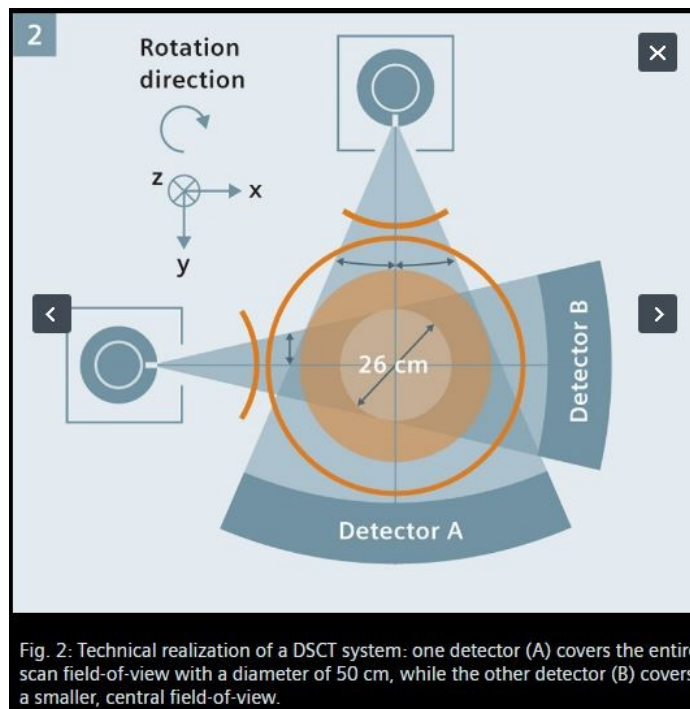 2
Rotation
direction
z
x
y
26 cm
Detector B
Detector A
Fig. 2: Technical realization of a DSCT system: one detector (A) covers the entire
scan field-of-view with a diameter of 50 cm, while the other detector (B) covers
a smaller, central field-of-view.